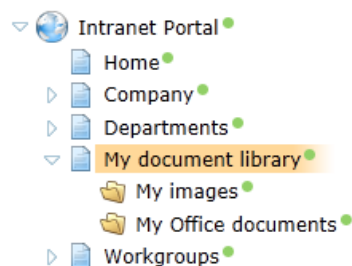 Intranet Portal
Home
Company
Departments
My document library
My images
My Office documents
Workgroups